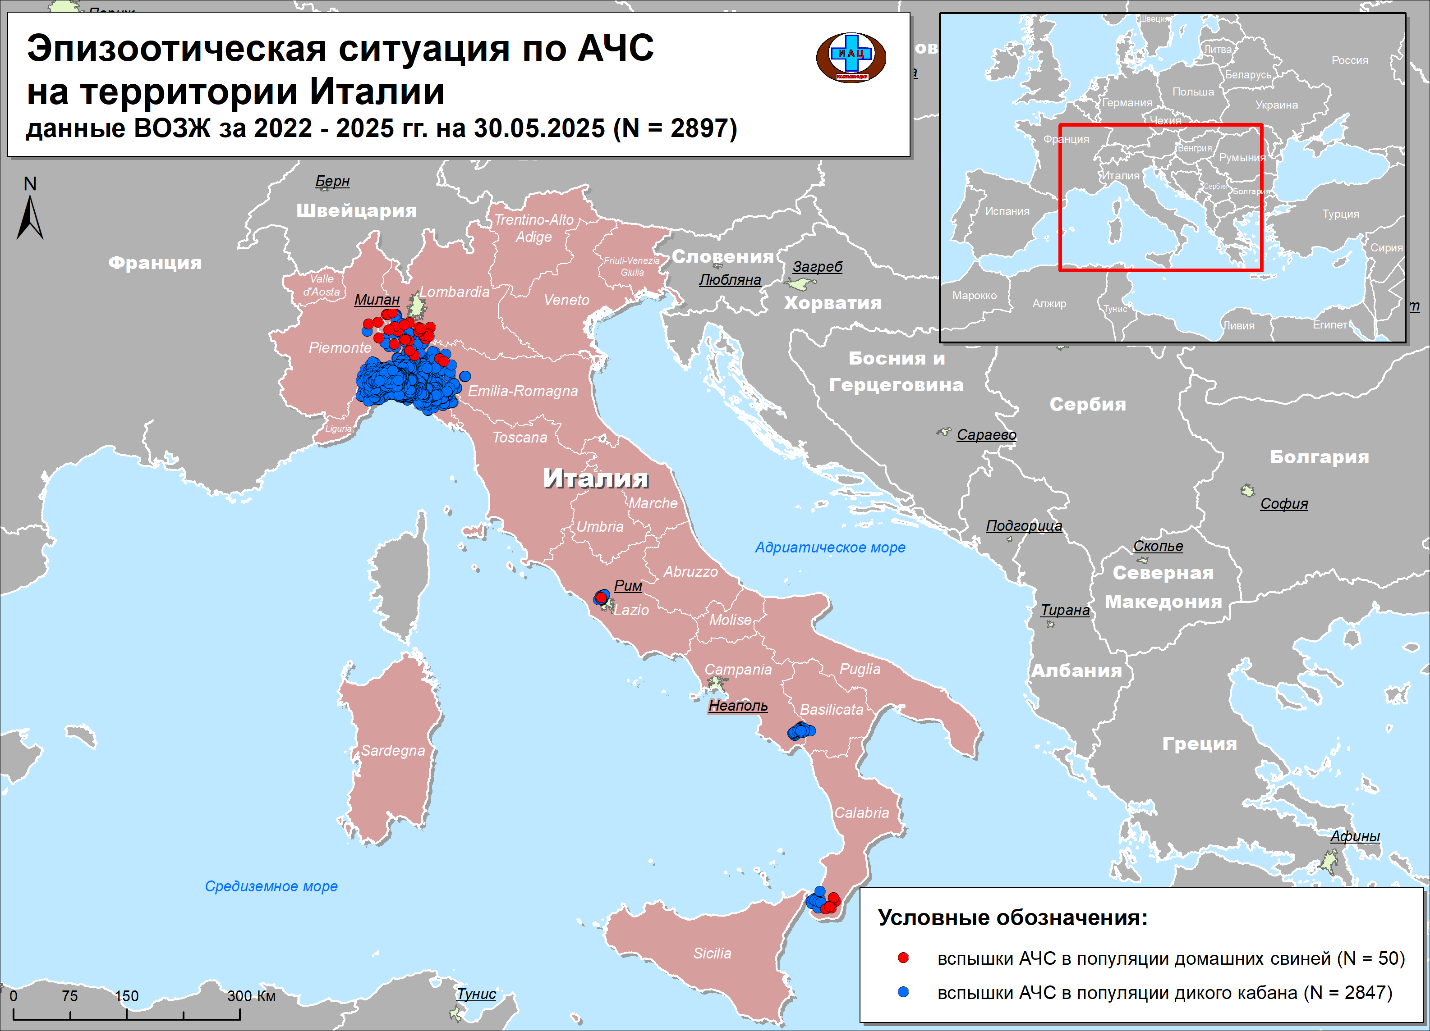 Париж
Эпизоотическая ситуация по АЧС
на территории Италии
данные ВОЗЖ за 2022 - 2025 гг. на 30.05.2025 (N = 2897)
ИАЦ
N
Швеция
Литва
Россия
Беларусь
Польша
Германия
Украина
Чехия
Франция
Венгрия
Румыния
Италия
Сербия
Болгария
Испания
Турция
Сирия
Марокко
Алжир
Тунис
Ливия
Египет
Берн
Швейцария
Франция
Trentino-Alto
Adige
Friuli-Venezia
Giulia
Словения
Любляна
Загреб
Хорватия
Valle
d'Aosta
Милан
Lombardia
Veneto
Piemonte
Emilia-Romagna
Liguria
Toscana
Босния и
Герцеговина
Сербия
Сараево
Болгария
София
Италия
Marche
Umbria
Подгорица
Скопье
Северная
Македония
Адриатическое море
Abruzzo
Рим
Lazio
Molise
Тирана
Албания
Campania
Puglia
Неаполь
Basilicata
Sardegna
Греция
Calabria
Афины
Средиземное море
Sicilia
Тунис
0 75 150 300 Км
Условные обозначения:
вспышки АЧС в популяции домашних свиней (N = 50)
вспышки АЧС в популяции дикого кабана (N = 2847)